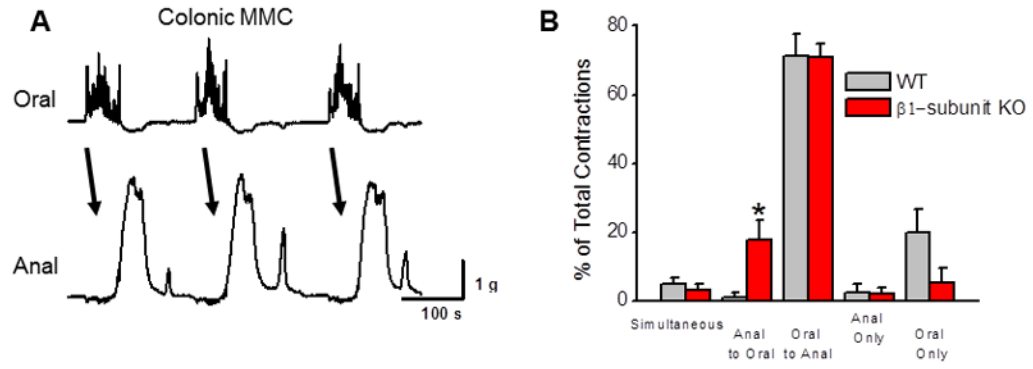 A
Colonic MMC
Oral
Anal
1 g
100 s
B
% of Total Contractions
80
60
40
20
0
WT
β1-subunit KO
*
Simultaneous
Anal
to Oral
Oral
to Anal
Anal
Only
Oral
Only